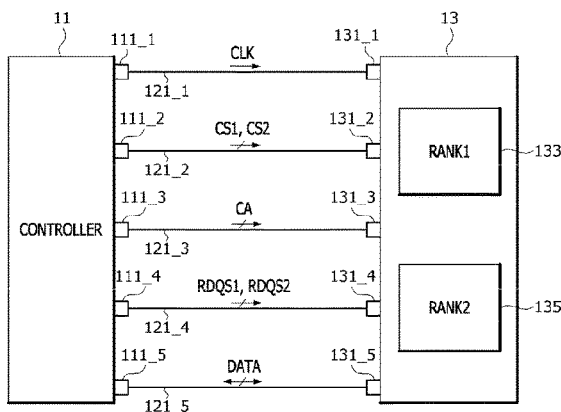 11
13
111_1
CLK
131_1
121_1
111_2
CS1, CS2
131_2
121_2
RANK1
133
111_3
CA
131_3
CONTROLLER
121_3
111_4
RDQS1, RDQS2
131_4
121_4
RANK2
135
111_5
DATA
131_5
121_5